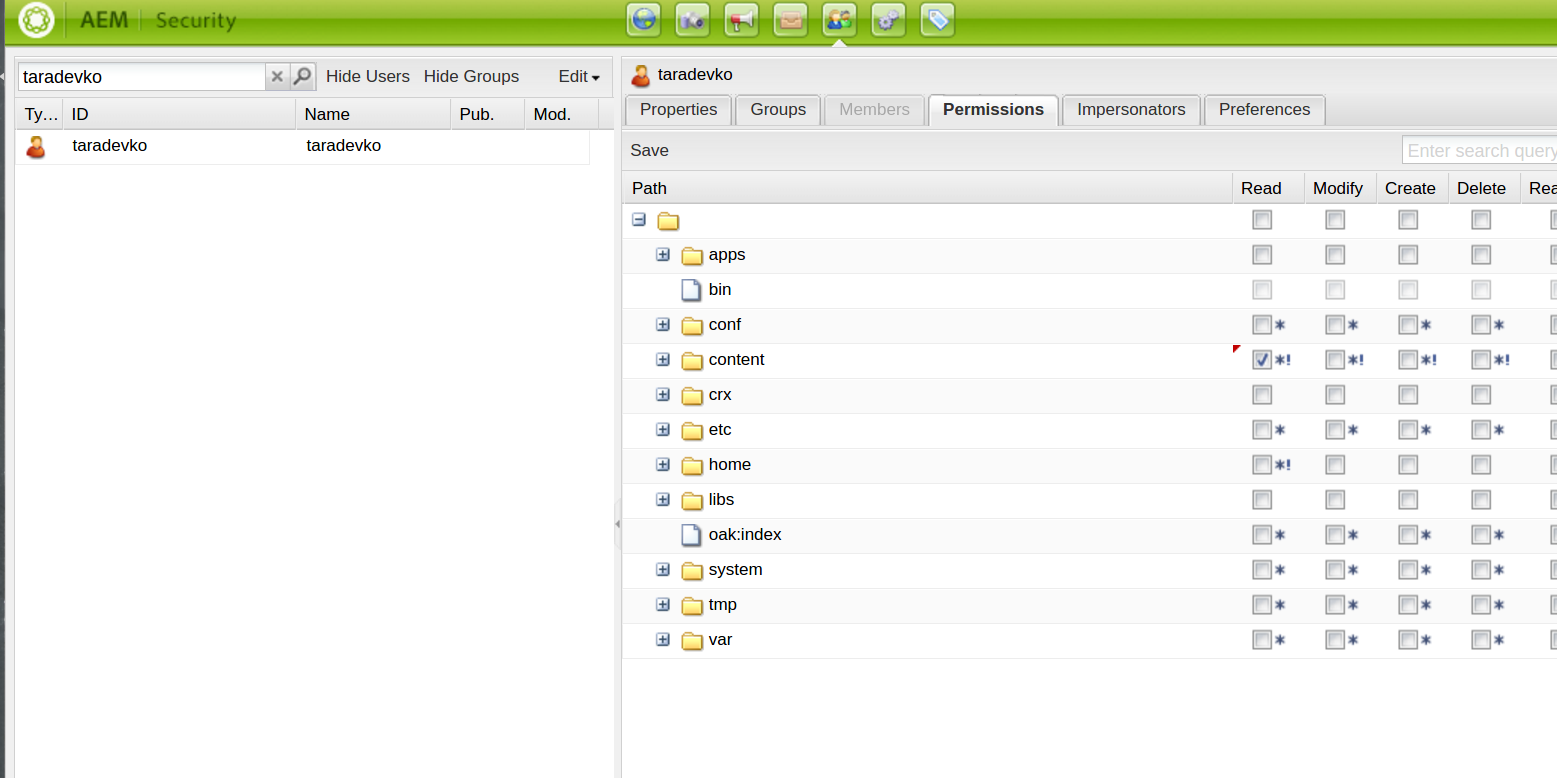 AEM Security
taradevko Hide Users Hide Groups Edit
Ty... ID Name Pub. Mod.
taradevko taradevko
taradevko
Properties Groups Members Permissions Impersonators Preferences
Save Enter search query
Path Read Modify Create Delete Rea
apps
bin
conf * * * *
content *! *! *! *!
crx
etc * * * *
home *!
libs
oak:index * * * *
system * * * *
tmp * * * *
var * * * *